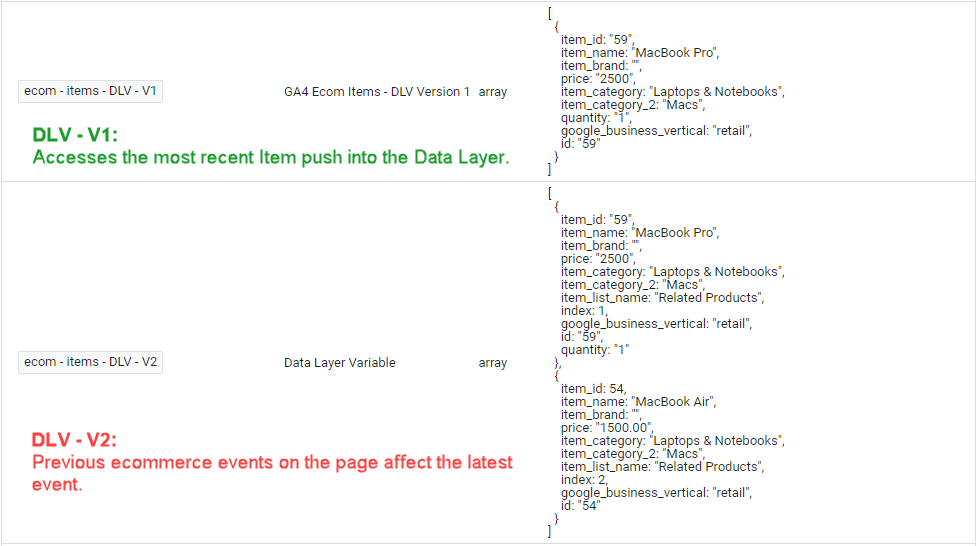 ecom - items - DLV - V1
GA4 Ecom Items - DLV Version 1
array
[
{
item_id: "59",
item_name: "MacBook Pro",
item_brand: "",
price: "2500",
item_category: "Laptops & Notebooks",
item_category_2: "Macs",
quantity: "1",
google_business_vertical: "retail",
id: "59"
}
]
DLV - V1:
Accesses the most recent Item push into the Data Layer.
ecom - items - DLV - V2
Data Layer Variable
array
[
{
item_id: "59",
item_name: "MacBook Pro",
item_brand: "",
price: "2500",
item_category: "Laptops & Notebooks",
item_category_2: "Macs",
item_list_name: "Related Products",
index: 1,
google_business_vertical: "retail",
id: "59",
quantity: "1"
},
{
item_id: 54,
item_name: "MacBook Air",
item_brand: "",
price: "1500.00",
item_category: "Laptops & Notebooks",
item_category_2: "Macs",
item_list_name: "Related Products",
index: 2,
google_business_vertical: "retail",
id: "54"
}
]
DLV - V2:
Previous ecommerce events on the page affect the latest
event.